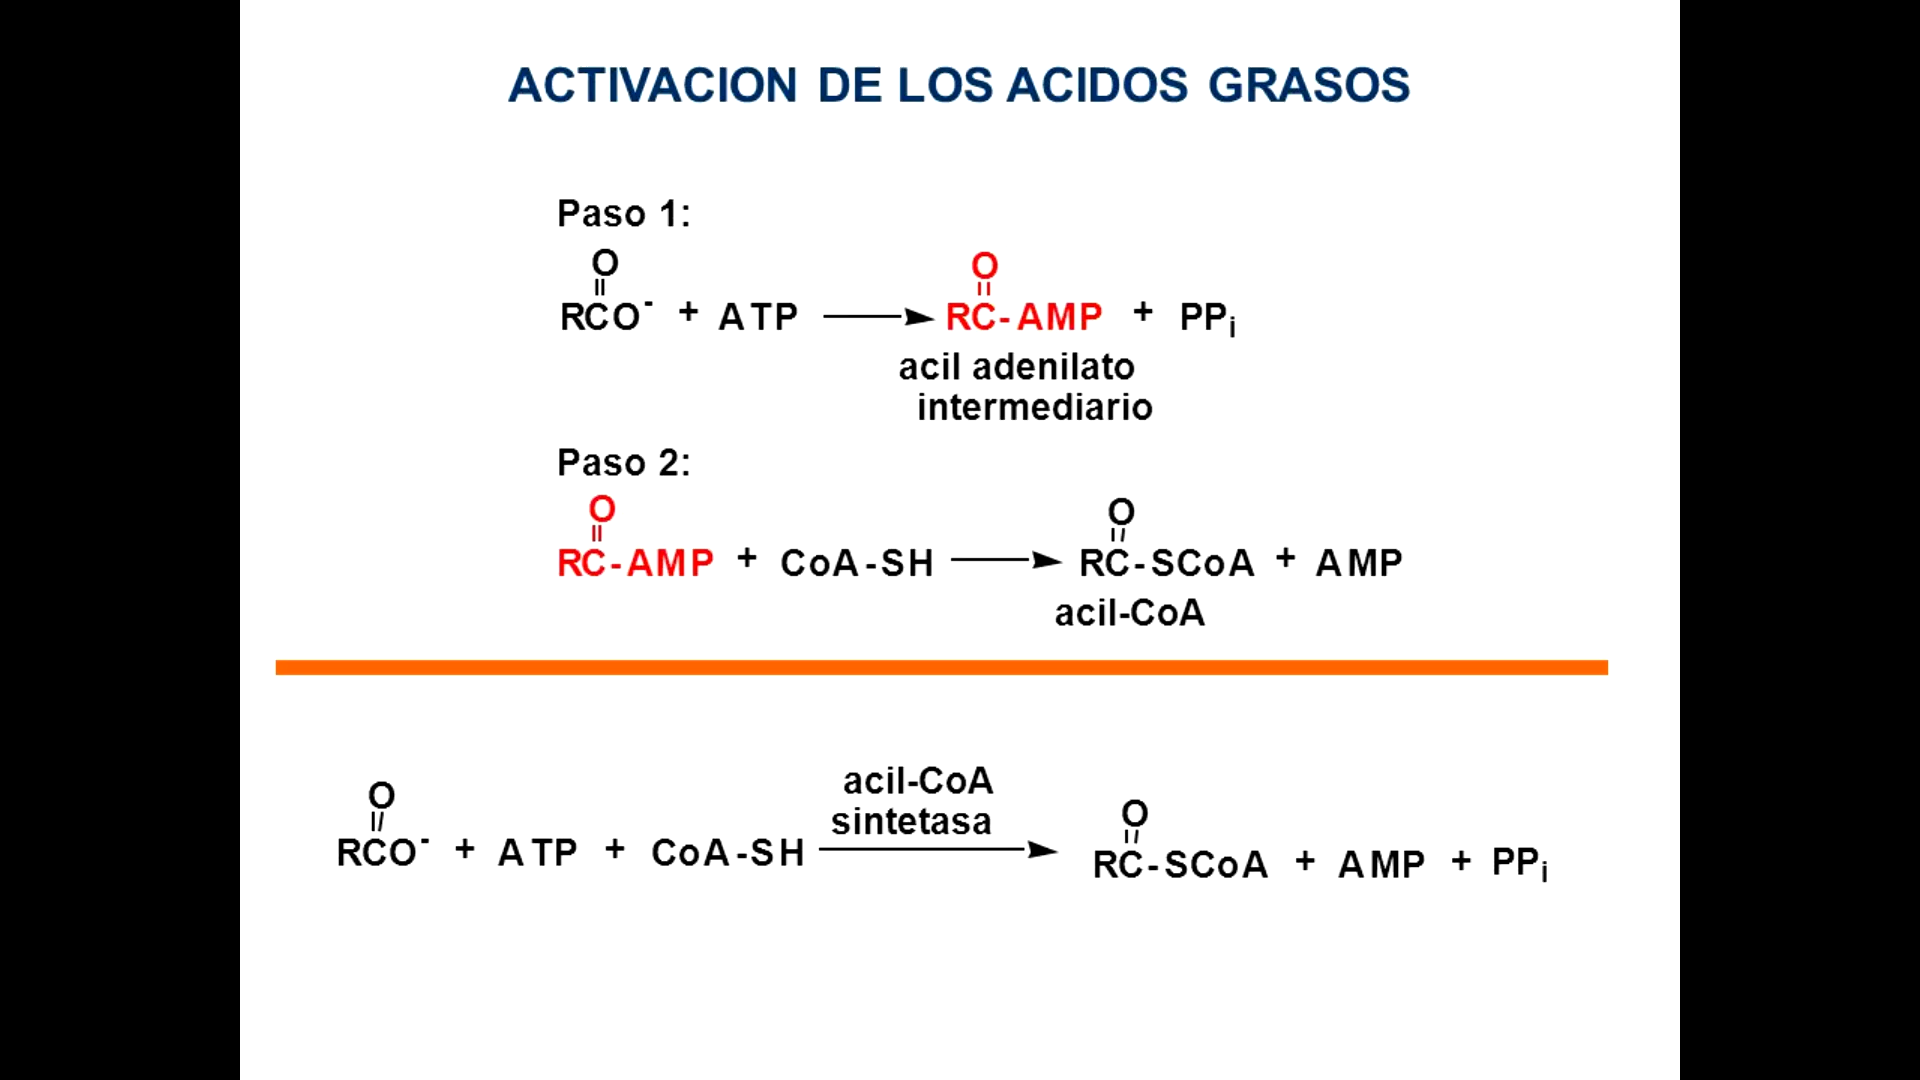 ACTIVACION DE LOS ACIDOS GRASOS
Paso 1:
O
O
RCO⁻ + ATP → RC-AMP + PPi
acil adenilato
intermediario
Paso 2:
O
O
RC-AMP + CoA-SH → RC-SCoA + AMP
acil-CoA
acil-CoA
sintetasa
O
O
RCO⁻ + ATP + CoA-SH → RC-SCoA + AMP + PPi